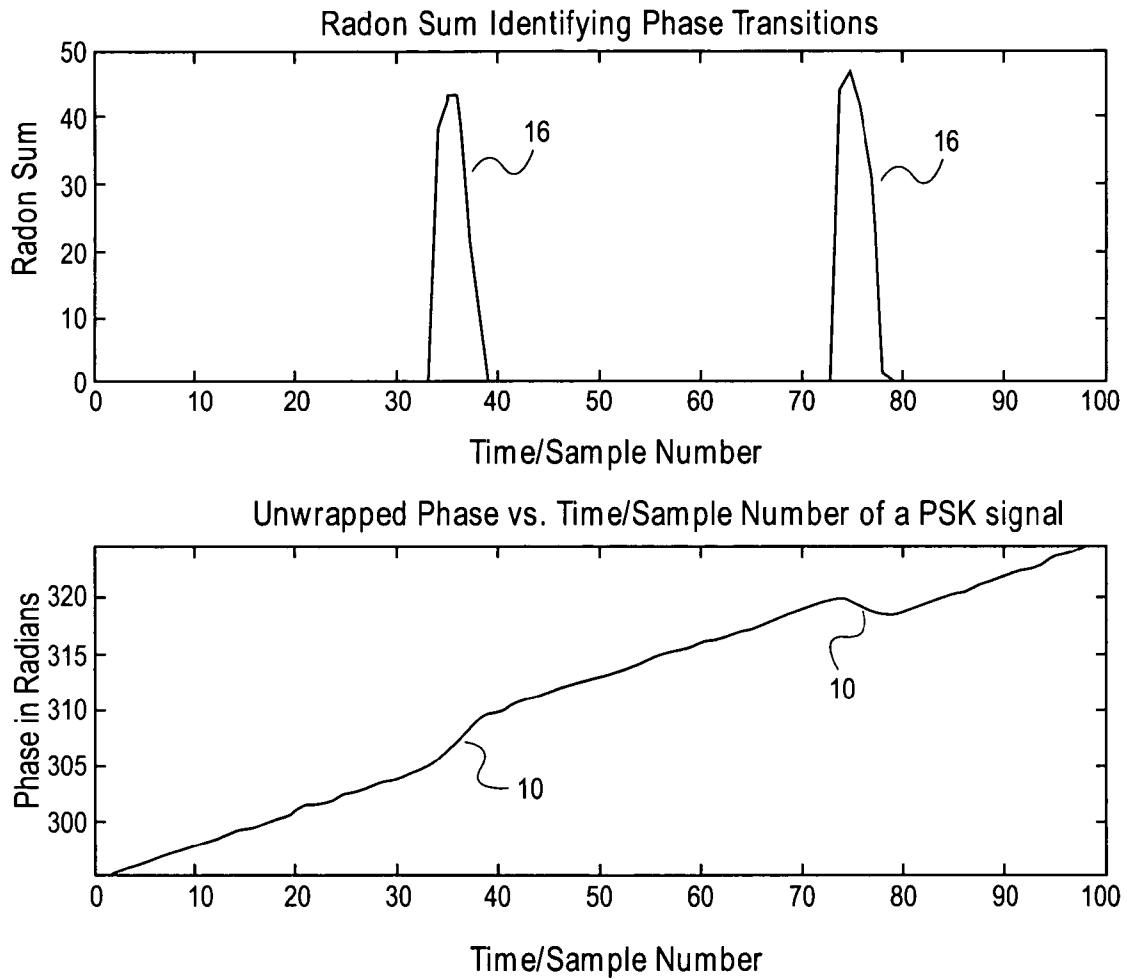 Radon Sum Identifying Phase Transitions
50
40
30
20
10
0
Radon Sum
16
16
0 10 20 30 40 50 60 70 80 90 100
Time/Sample Number
Unwrapped Phase vs. Time/Sample Number of a PSK signal
320
315
310
305
300
Phase in Radians
10
10
0 10 20 30 40 50 60 70 80 90 100
Time/Sample Number